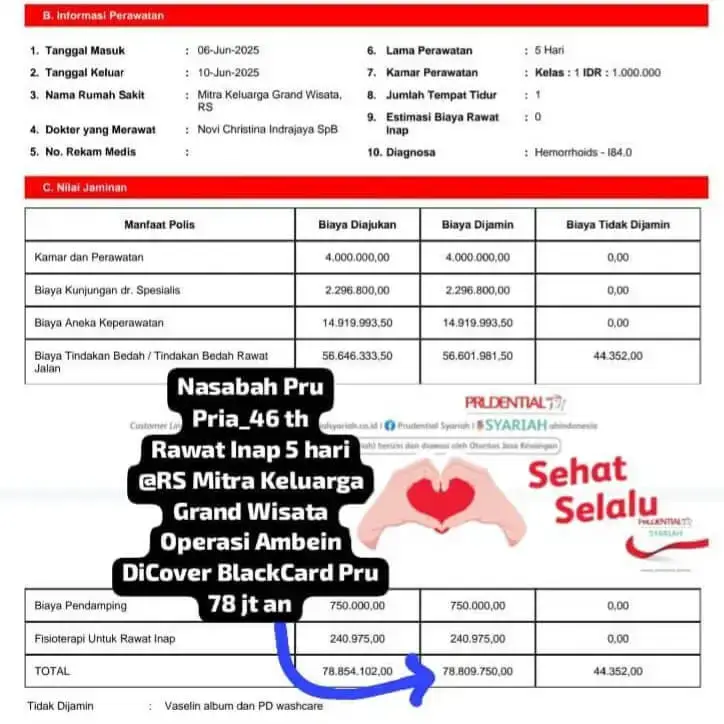 B. Informasi Perawatan
1. Tanggal Masuk : 06-Jun-2025
2. Tanggal Keluar : 10-Jun-2025
3. Nama Rumah Sakit : Mitra Keluarga Grand Wisata,
RS
4. Dokter yang Merawat : Novi Christina Indrajaya SpB
5. No. Rekam Medis :
6. Lama Perawatan : 5 Hari
7. Kamar Perawatan : Kelas : 1 IDR : 1.000.000
8. Jumlah Tempat Tidur : 1
9. Estimasi Biaya Rawat : 0
Inap
10. Diagnosa : Hemorrhoids - I84.0
C. Nilai Jaminan
Manfaat Polis Biaya Diajukan Biaya Dijamin Biaya Tidak Dijamin
Kamar dan Perawatan 4.000.000,00 4.000.000,00 0,00
Biaya Kunjungan dr. Spesialis 2.296.800,00 2.296.800,00 0,00
Biaya Aneka Keperawatan 14.919.993,50 14.919.993,50 0,00
Biaya Tindakan Bedah / Tindakan Bedah Rawat 56.646.333,50 56.601.981,50 44.352,00
Jalan
Nasabah Pru
Pria_46 th
Rawat Inap 5 hari
@RS Mitra Keluarga
Grand Wisata
Operasi Ambein
DiCover BlackCard Pru
78 jt an
PRUDENTIAL
SYARIAH
Customer
Prudential Syariah
berizin dan diawasi oleh Otoritas Jasa Keuangan
Sehat
Selalu
PRUDENTIAL
SYARIAH
Biaya Pendamping 750.000,00 750.000,00 0,00
Fisioterapi Untuk Rawat Inap 240.975,00 240.975,00 0,00
TOTAL 78.854.102,00 78.809.750,00 44.352,00
Tidak Dijamin : Vaselin album dan PD washcare